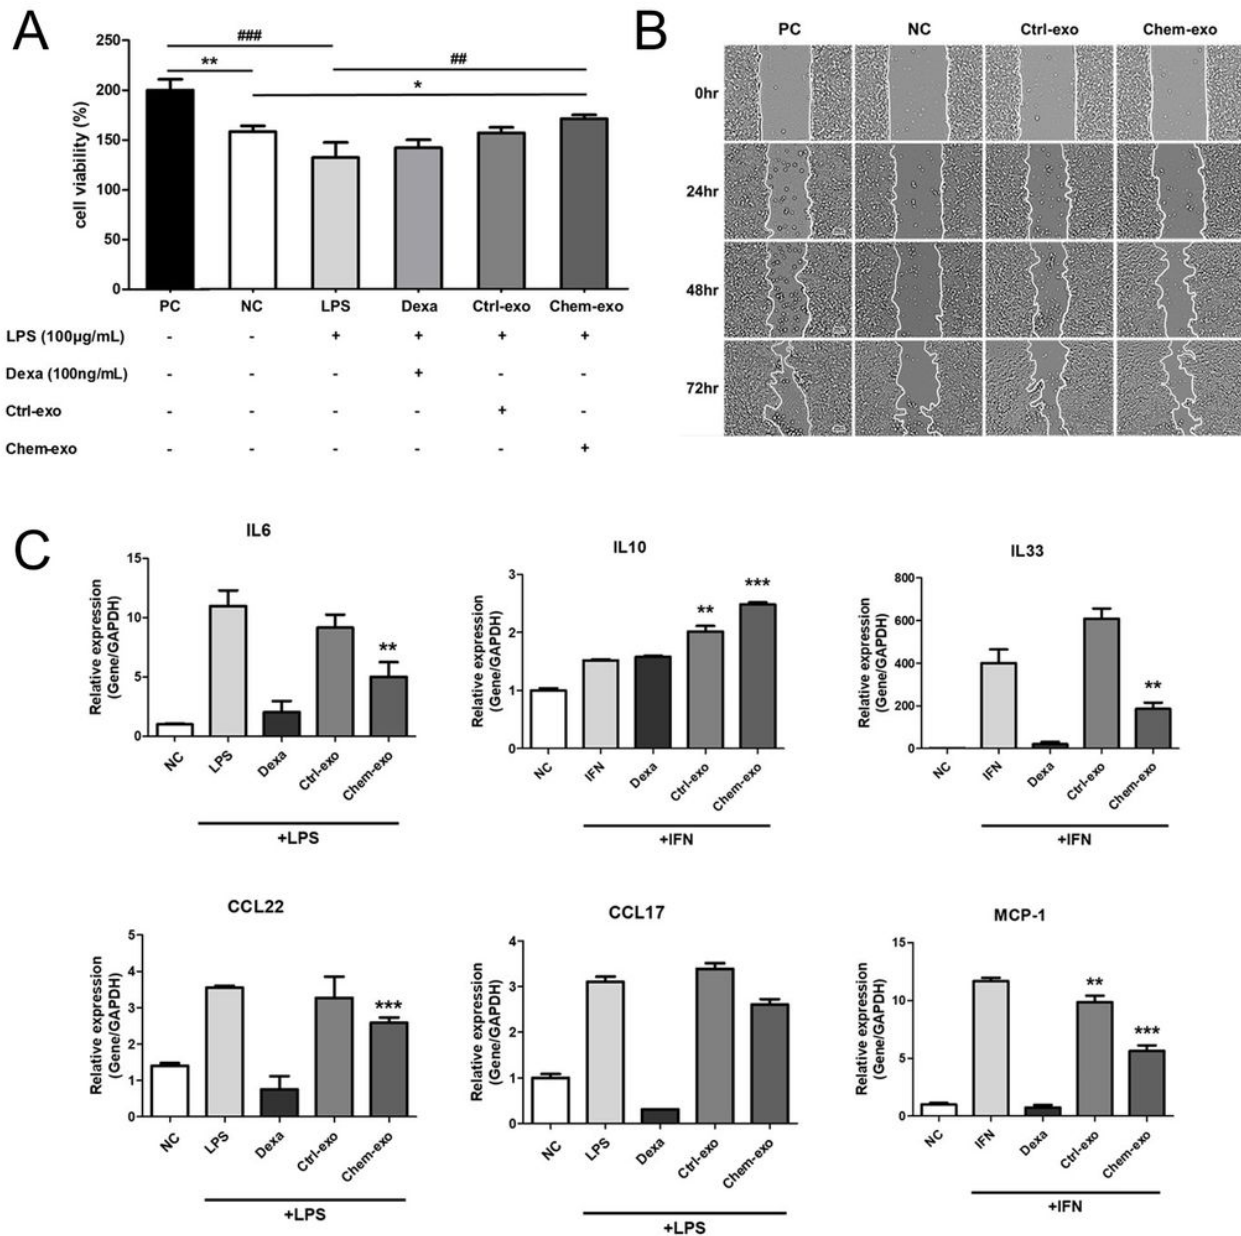 A
cell viability (%)
250
200
150
100
50
0
###
**
##
*
PC NC LPS Dexa Ctrl-exo Chem-exo
LPS (100µg/mL) - - + + + +
Dexa (100ng/mL) - - - + - -
Ctrl-exo - - - - + -
Chem-exo - - - - - +
B
PC NC Ctrl-exo Chem-exo
0hr
24hr
48hr
72hr
C
IL6
Relative expression
(Gene/GAPDH)
15
10
5
0
**
NC LPS Dexa Ctrl-exo Chem-exo
+LPS
IL10
Relative expression
(Gene/GAPDH)
3
2
1
0
** ***
NC IFN Dexa Ctrl-exo Chem-exo
+IFN
IL33
Relative expression
(Gene/GAPDH)
800
600
400
200
0
**
NC IFN Dexa Ctrl-exo Chem-exo
+IFN
CCL22
Relative expression
(Gene/GAPDH)
5
4
3
2
1
0
***
NC LPS Dexa Ctrl-exo Chem-exo
+LPS
CCL17
Relative expression
(Gene/GAPDH)
4
3
2
1
0
NC LPS Dexa Ctrl-exo Chem-exo
+LPS
MCP-1
Relative expression
(Gene/GAPDH)
15
10
5
0
** ***
NC IFN Dexa Ctrl-exo Chem-exo
+IFN